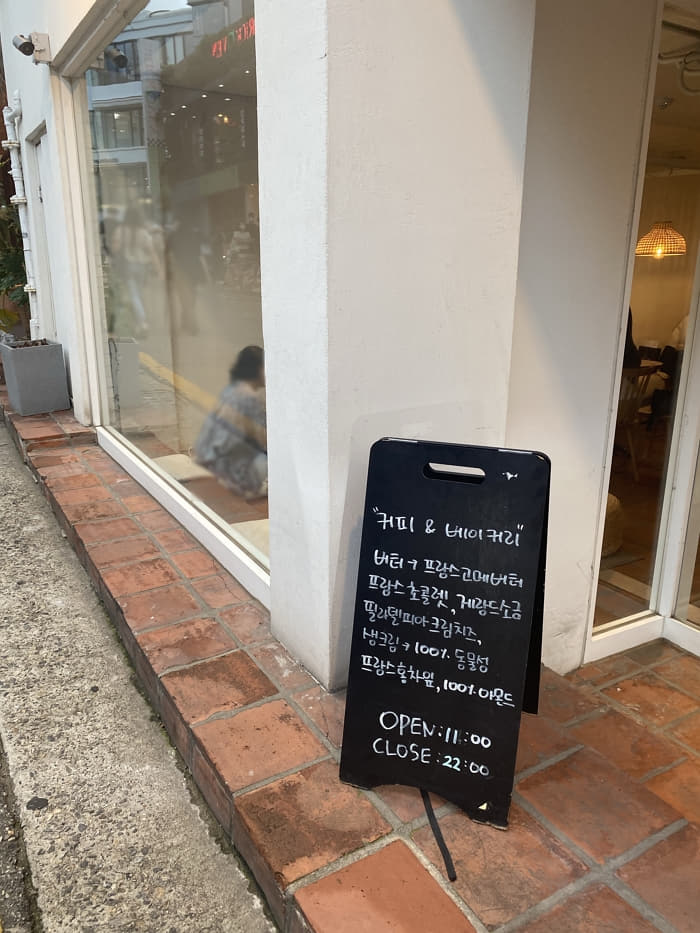 "커피 & 베이커리"
버터 → 프랑스고메버터
프랑스 초콜렛, 게랑드소금
필라델피아 크림치즈,
생크림 → 100% 동물성
프랑스홍차잎, 100% 아몬드
OPEN : 11 : 00
CLOSE : 22 : 00